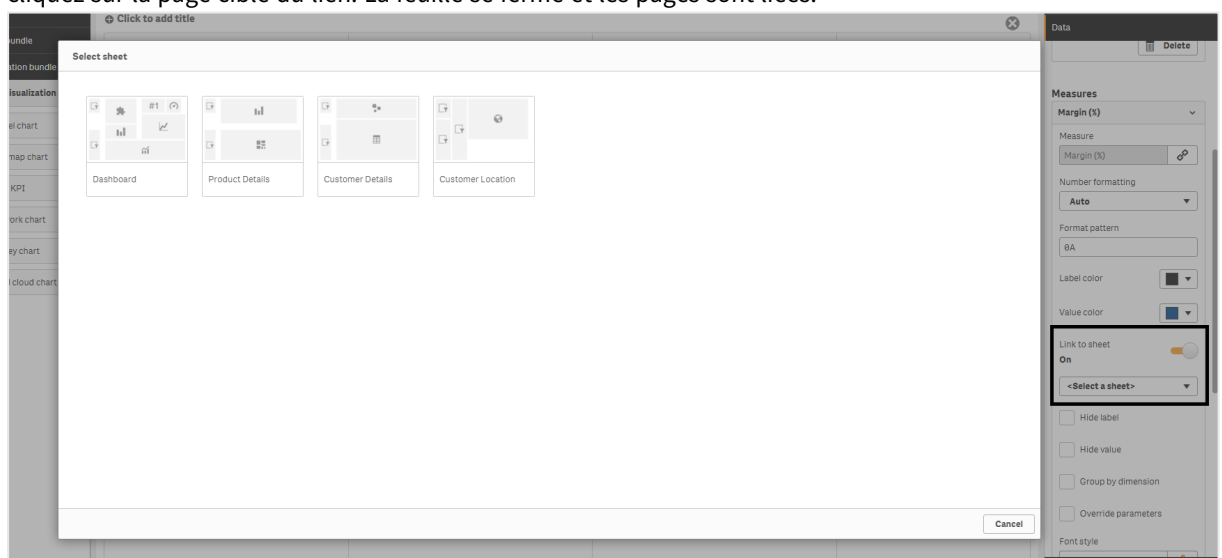 cliquez sur la page cible du lien. La feuille se ferme et les pages sont liées.
Click to add title
Data
bundle
Delete
Select sheet
ation bundle
isualization
Measures
Margin (%)
#1
el chart
Measure
Margin (%)
map chart
Dashboard
Product Details
Customer Details
Customer Location
Number formatting
KPI
Auto
ork chart
Format pattern
0A
ey chart
Label color
l cloud chart
Value color
Link to sheet
On
<Select a sheet>
Hide label
Hide value
Group by dimension
Override parameters
Cancel
Font style